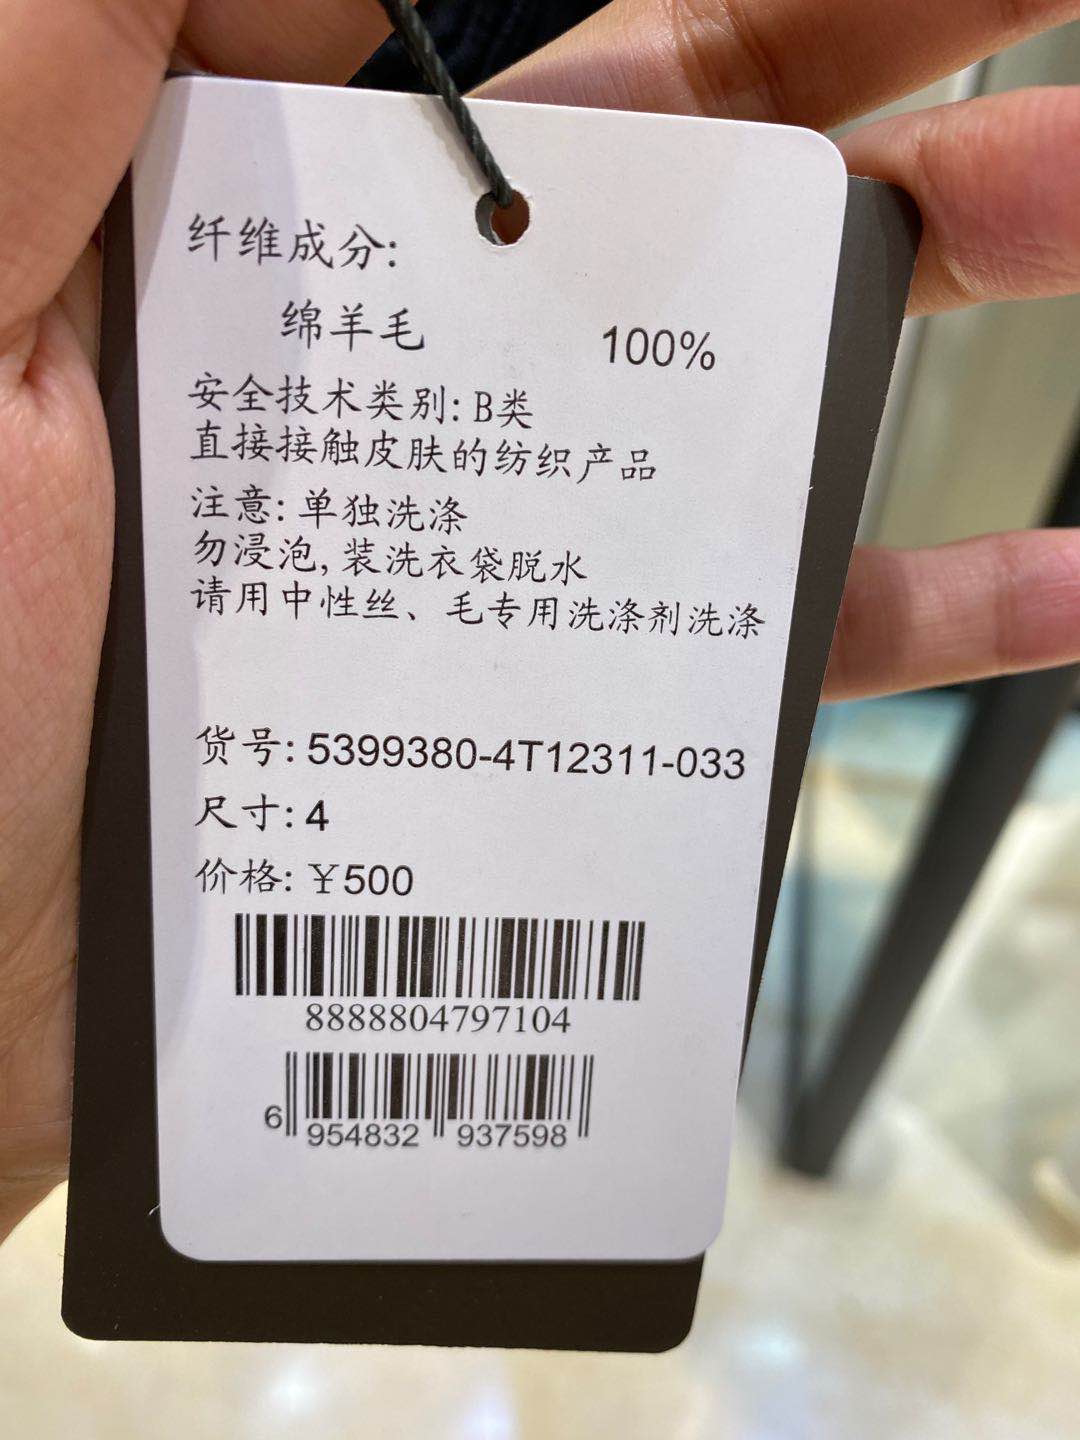 纤维成分:
绵羊毛 100%
安全技术类别: B类
直接接触皮肤的纺织产品
注意: 单独洗涤
勿浸泡, 装洗衣袋脱水
请用中性丝、毛专用洗涤剂洗涤
货号: 5399380-4T12311-033
尺寸: 4
价格: ￥500
8888804797104
6 954832 937598